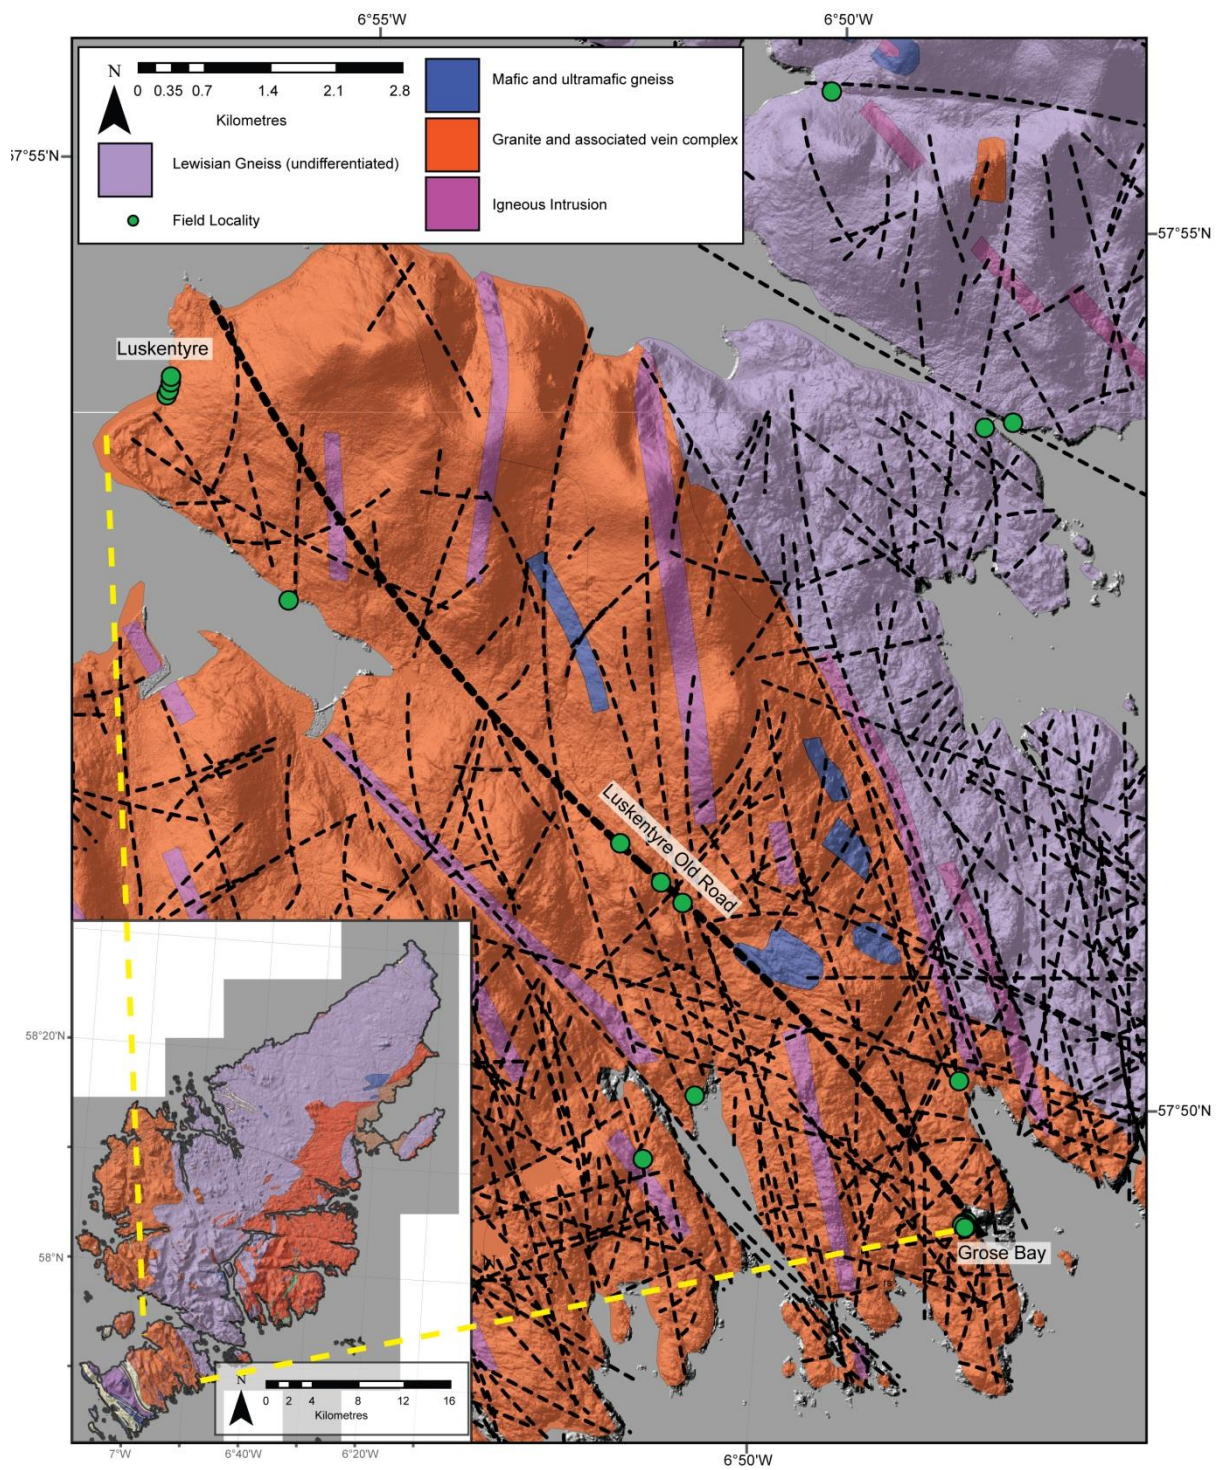 6°55'W
6°50'W
N
0 0.35 0.7 1.4 2.1 2.8
Kilometres
Lewisian Gneiss (undifferentiated)
Field Locality
Mafic and ultramafic gneiss
Granite and associated vein complex
Igneous Intrusion
57°55'N
57°55'N
Luskentyre
Luskentyre Old Road
58°20'N
57°50'N
Grose Bay
58°N
N
0 2 4 8 12 16
Kilometres
7°W
6°40'W
6°20'W
6°50'W